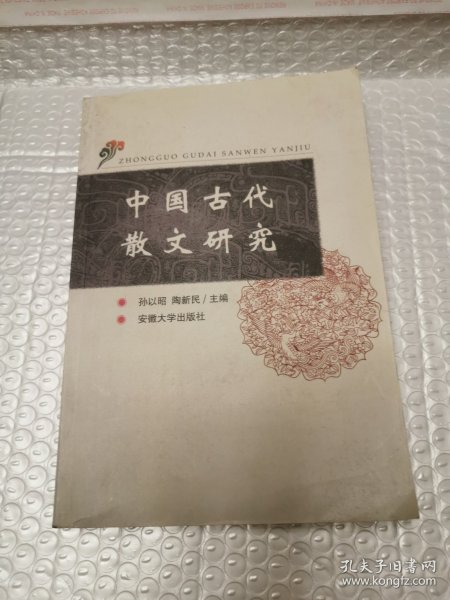 ZHONGGUO GUDAI SANWEN YANJIU
中国古代
散文研究
孙以昭 陶新民/主编
安徽大学出版社
孔夫子旧书网
www.kongfz.com